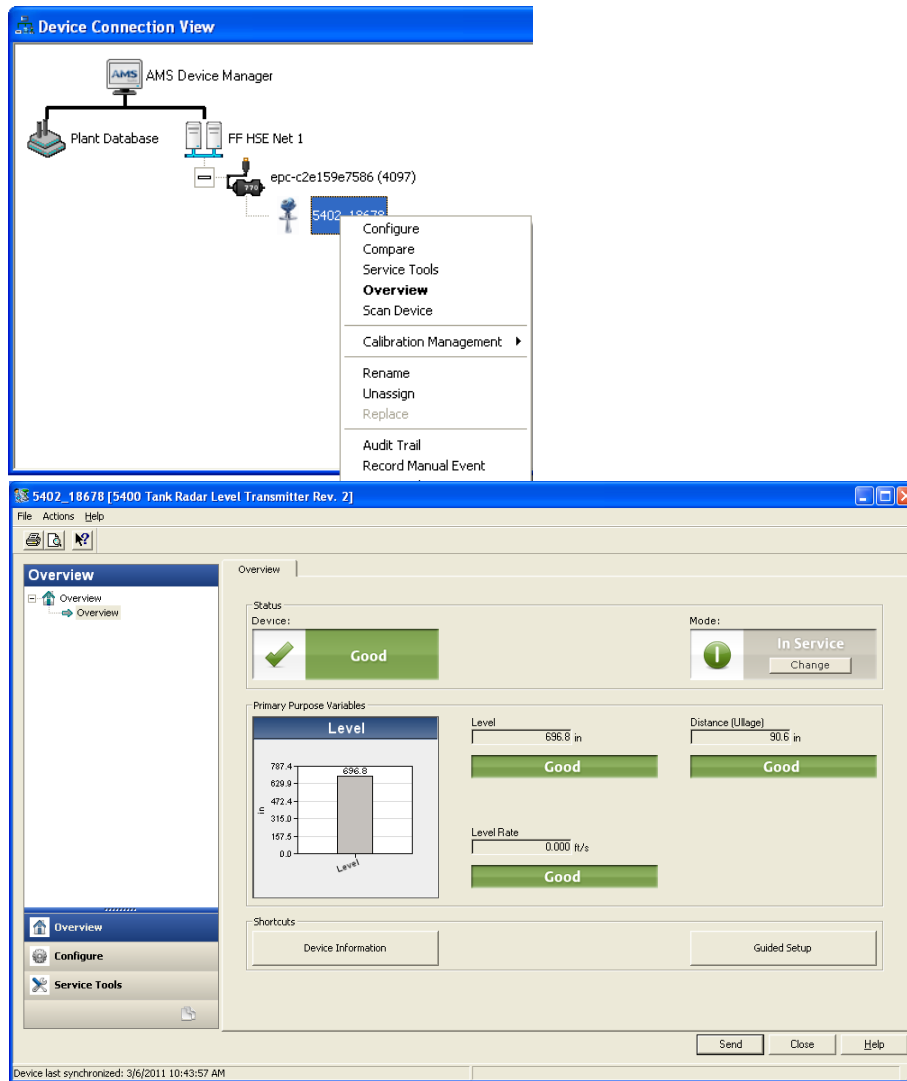 Device Connection View
AMS AMS Device Manager
Plant Database FF HSE Net 1
770 epc-c2e159e7586 (4097)
5402_18678
Configure
Compare
Service Tools
Overview
Scan Device
Calibration Management
Rename
Unassign
Replace
Audit Trail
Record Manual Event
5402_18678 [5400 Tank Radar Level Transmitter Rev. 2]
File Actions Help
Overview
Overview
Overview
Overview
Status
Device:
Good
Mode:
In Service
Change
Primary Purpose Variables
Level
787.4
629.9
472.4
315.0
157.5
0.0
in
696.8
Level
Level
696.8 in
Good
Distance (Ullage)
90.6 in
Good
Level Rate
0.000 ft/s
Good
Overview
Configure
Service Tools
Shortcuts
Device Information
Guided Setup
Send Close Help
Device last synchronized: 3/6/2011 10:43:57 AM